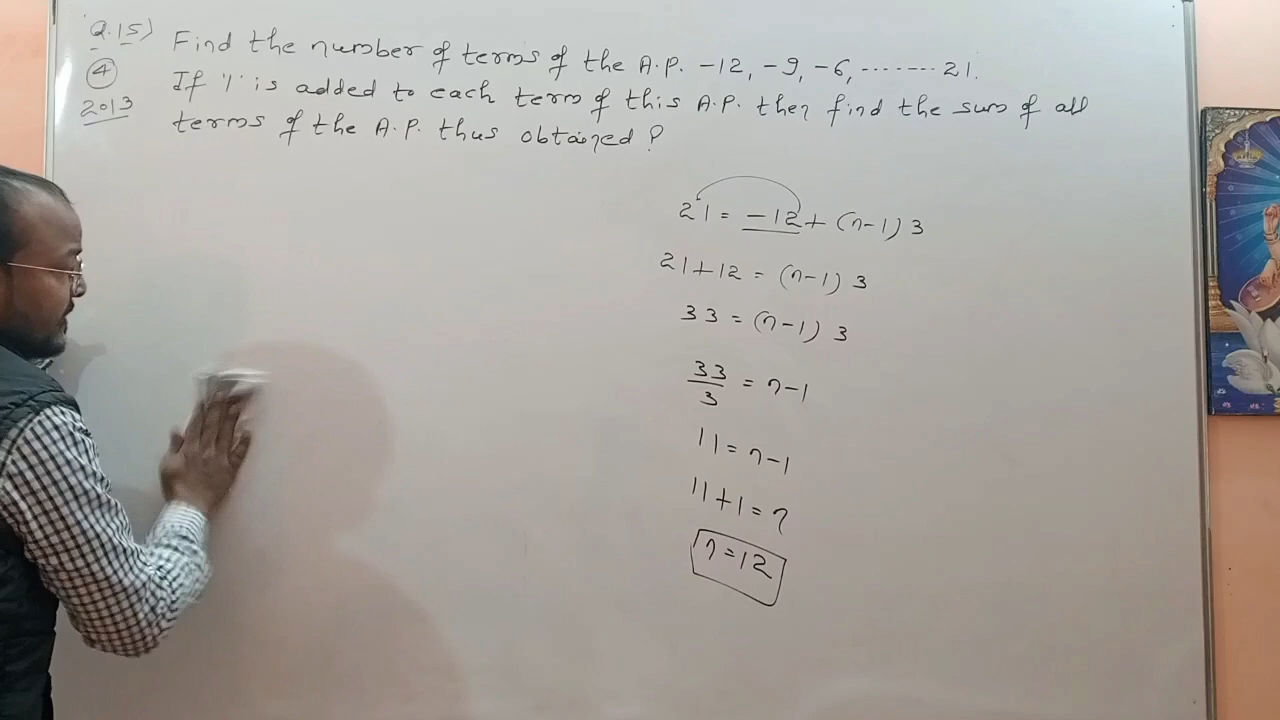 Q.15) Find the number of terms of the A.P. -12, -9, -6, ....... 21.
④ If '1' is added to each term of this A.P. then find the sum of all
2013 terms of the A.P. thus obtained?
21 = -12 + (n-1) 3
21+12 = (n-1) 3
33 = (n-1) 3
33/3 = n-1
11 = n-1
11+1 = n
n=12